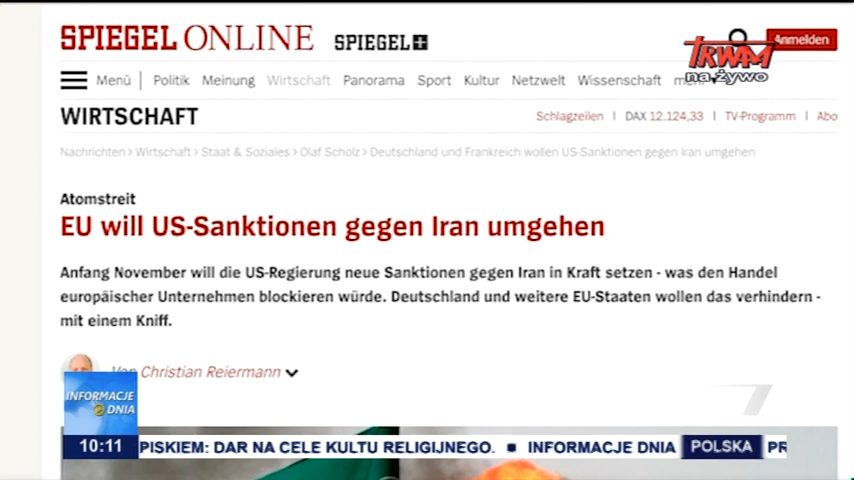 SPIEGEL ONLINE SPIEGEL+
Anmelden
TRWAM
na żywo
Menü Politik Meinung Wirtschaft Panorama Sport Kultur Netzwelt Wissenschaft mehr
WIRTSCHAFT
Schlagzeilen | DAX 12.124,33 | TV-Programm | Abo
Nachrichten > Wirtschaft > Staat & Soziales > Olaf Scholz > Deutschland und Frankreich wollen US-Sanktionen gegen Iran umgehen
Atomstreit
EU will US-Sanktionen gegen Iran umgehen
Anfang November will die US-Regierung neue Sanktionen gegen Iran in Kraft setzen - was den Handel
europäischer Unternehmen blockieren würde. Deutschland und weitere EU-Staaten wollen das verhindern -
mit einem Kniff.
Von Christian Reiermann
INFORMACJE
DNIA
10:11 PISKIEM: DAR NA CELE KULTU RELIGIJNEGO. ■ INFORMACJE DNIA POLSKA PR